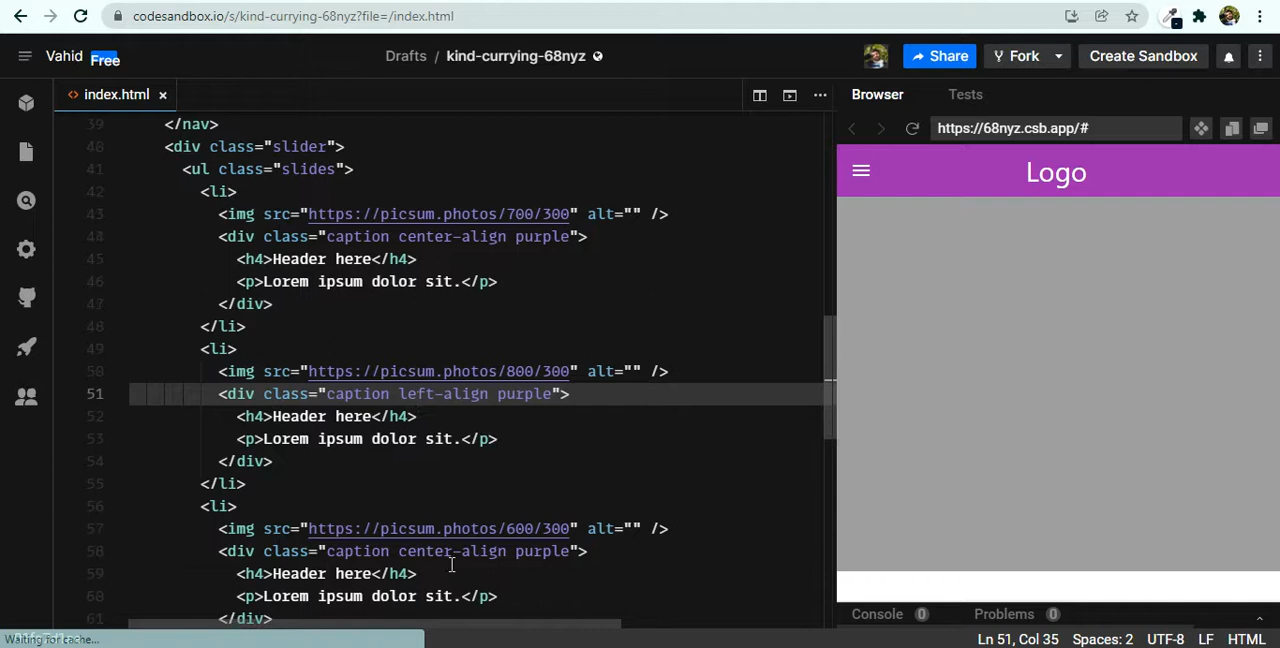 codesandbox.io/s/kind-currying-68nyz?file=/index.html
Vahid Free
Drafts / kind-currying-68nyz
Share
Fork
Create Sandbox
<> index.html ×
Browser Tests
https://68nyz.csb.app/#
Logo
39 </nav>
40 <div class="slider">
41 <ul class="slides">
42 <li>
43 <img src="https://picsum.photos/700/300" alt="" />
44 <div class="caption center-align purple">
45 <h4>Header here</h4>
46 <p>Lorem ipsum dolor sit.</p>
47 </div>
48 </li>
49 <li>
50 <img src="https://picsum.photos/800/300" alt="" />
51 <div class="caption left-align purple">
52 <h4>Header here</h4>
53 <p>Lorem ipsum dolor sit.</p>
54 </div>
55 </li>
56 <li>
57 <img src="https://picsum.photos/600/300" alt="" />
58 <div class="caption center-align purple">
59 <h4>Header here</h4>
60 <p>Lorem ipsum dolor sit.</p>
61 </div>
Console 0 Problems 0
Waiting for cache...
Ln 51, Col 35 Spaces: 2 UTF-8 LF HTML